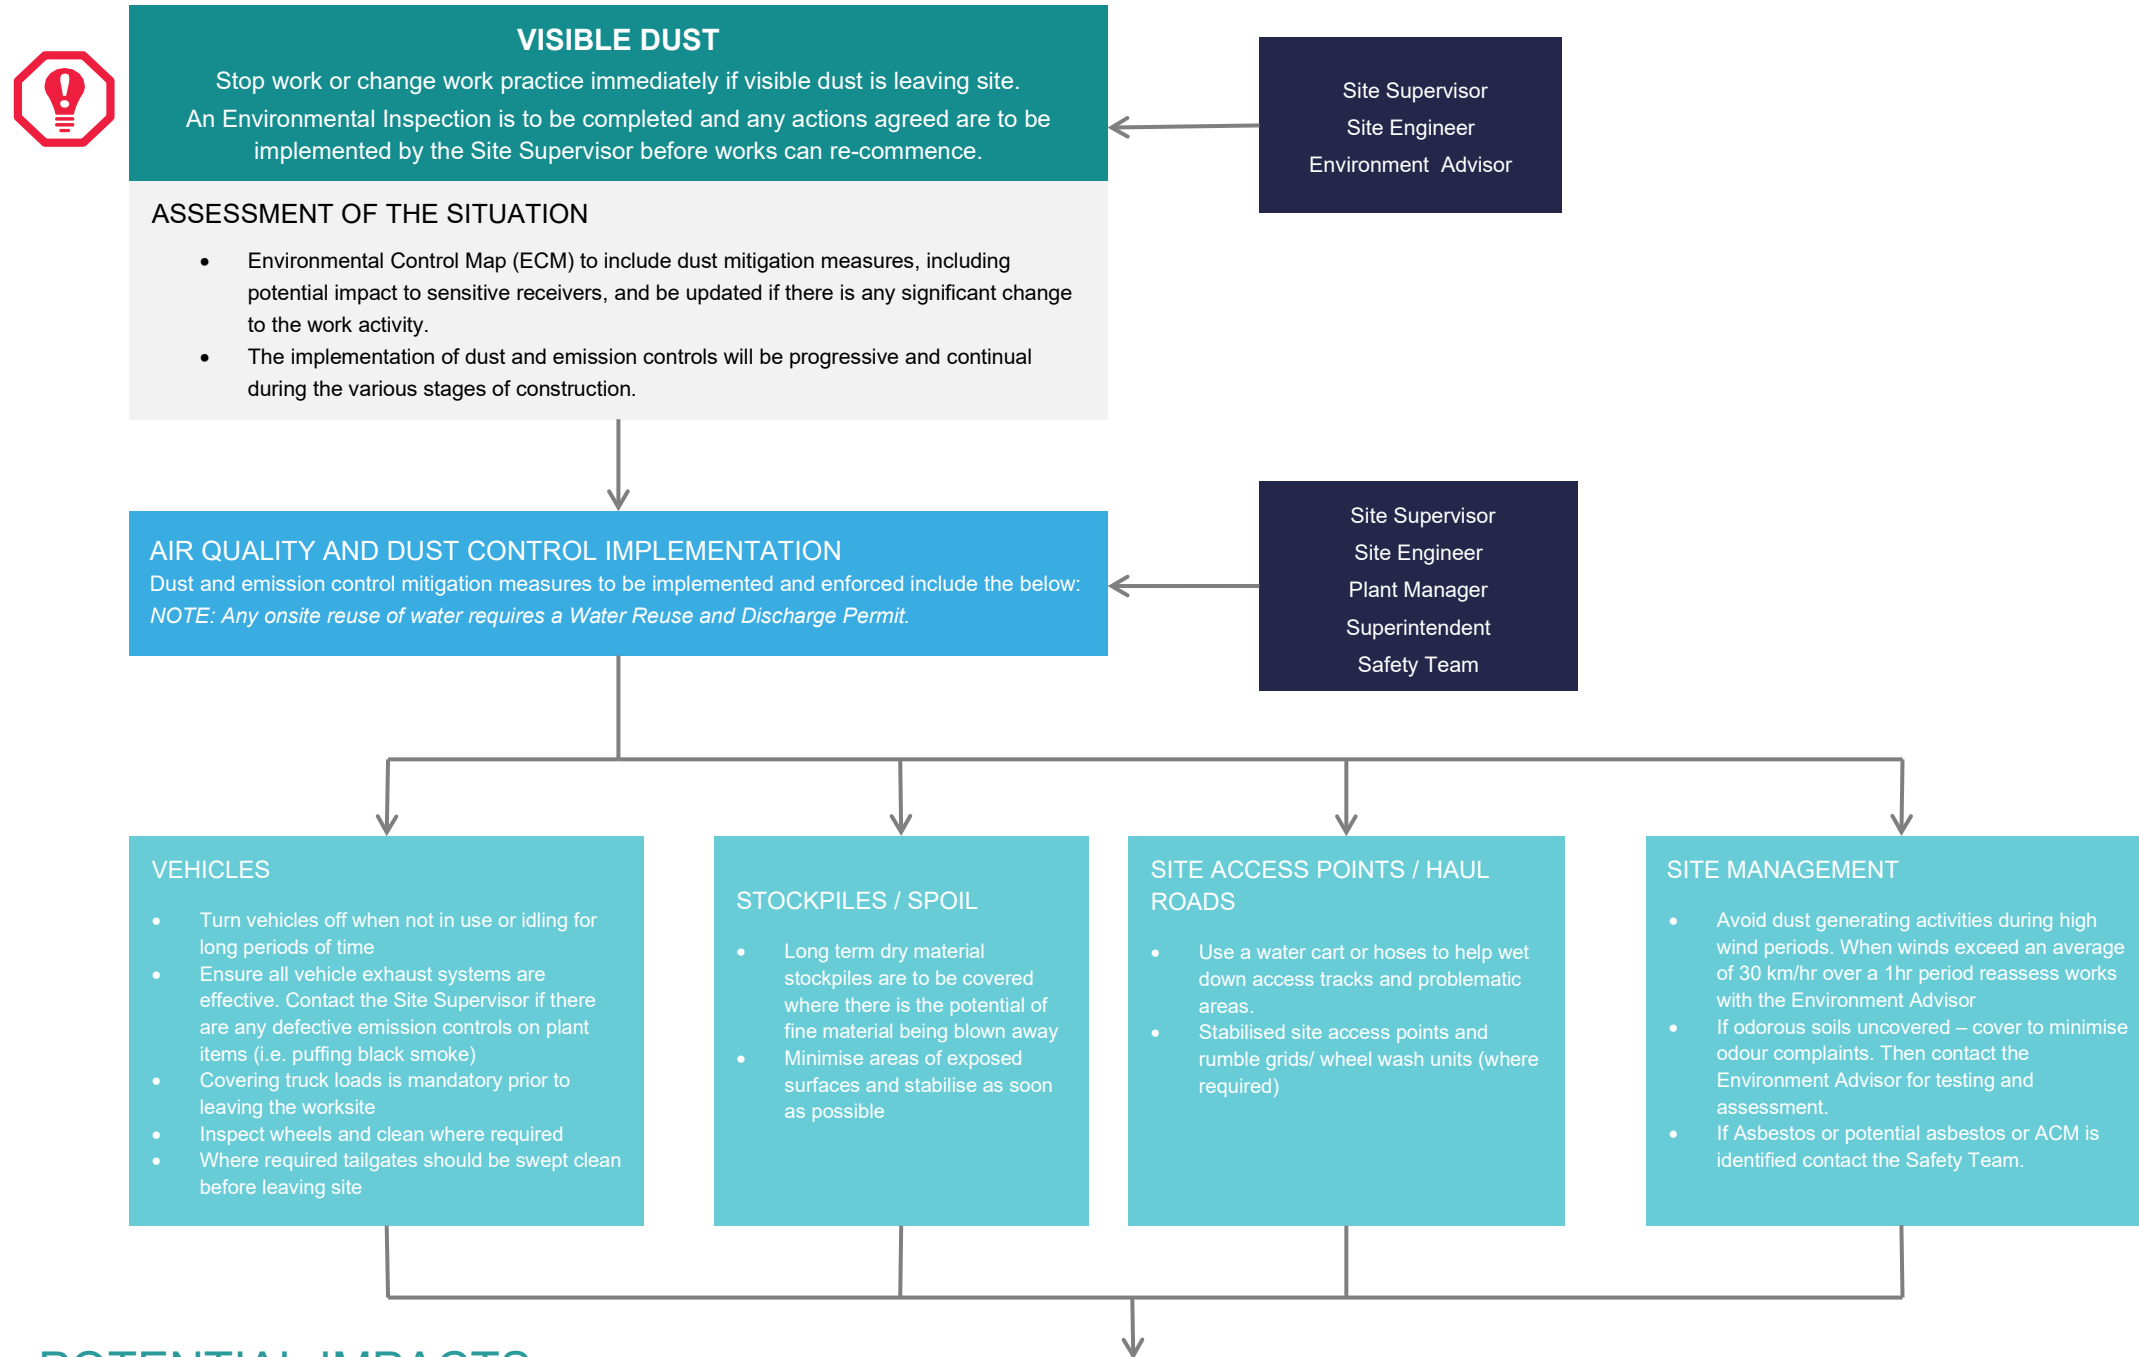 VISIBLE DUST
Stop work or change work practice immediately if visible dust is leaving site.
An Environmental Inspection is to be completed and any actions agreed are to be
implemented by the Site Supervisor before works can re-commence.
Site Supervisor
Site Engineer
Environment Advisor
ASSESSMENT OF THE SITUATION
• Environmental Control Map (ECM) to include dust mitigation measures, including
potential impact to sensitive receivers, and be updated if there is any significant change
to the work activity.
• The implementation of dust and emission controls will be progressive and continual
during the various stages of construction.
AIR QUALITY AND DUST CONTROL IMPLEMENTATION
Dust and emission control mitigation measures to be implemented and enforced include the below:
NOTE: Any onsite reuse of water requires a Water Reuse and Discharge Permit.
Site Supervisor
Site Engineer
Plant Manager
Superintendent
Safety Team
VEHICLES
• Turn vehicles off when not in use or idling for
long periods of time
• Ensure all vehicle exhaust systems are
effective. Contact the Site Supervisor if there
are any defective emission controls on plant
items (i.e. puffing black smoke)
• Covering truck loads is mandatory prior to
leaving the worksite
• Inspect wheels and clean where required
• Where required tailgates should be swept clean
before leaving site
STOCKPILES / SPOIL
• Long term dry material
stockpiles are to be covered
where there is the potential of
fine material being blown away
• Minimise areas of exposed
surfaces and stabilise as soon
as possible
SITE ACCESS POINTS / HAUL
ROADS
• Use a water cart or hoses to help wet
down access tracks and problematic
areas.
• Stabilised site access points and
rumble grids/ wheel wash units (where
required)
SITE MANAGEMENT
• Avoid dust generating activities during high
wind periods. When winds exceed an average
of 30 km/hr over a 1hr period reassess works
with the Environment Advisor
• If odorous soils uncovered – cover to minimise
odour complaints. Then contact the
Environment Advisor for testing and
assessment.
• If Asbestos or potential asbestos or ACM is
identified contact the Safety Team.
POTENTIAL IMPACTS